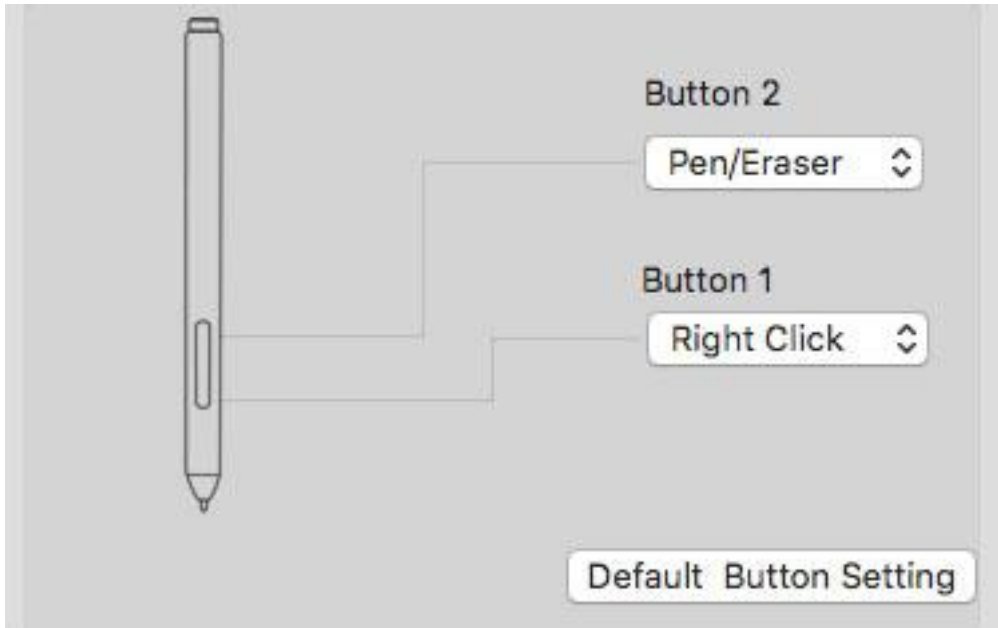 Button 2
Pen/Eraser
Button 1
Right Click
Default Button Setting